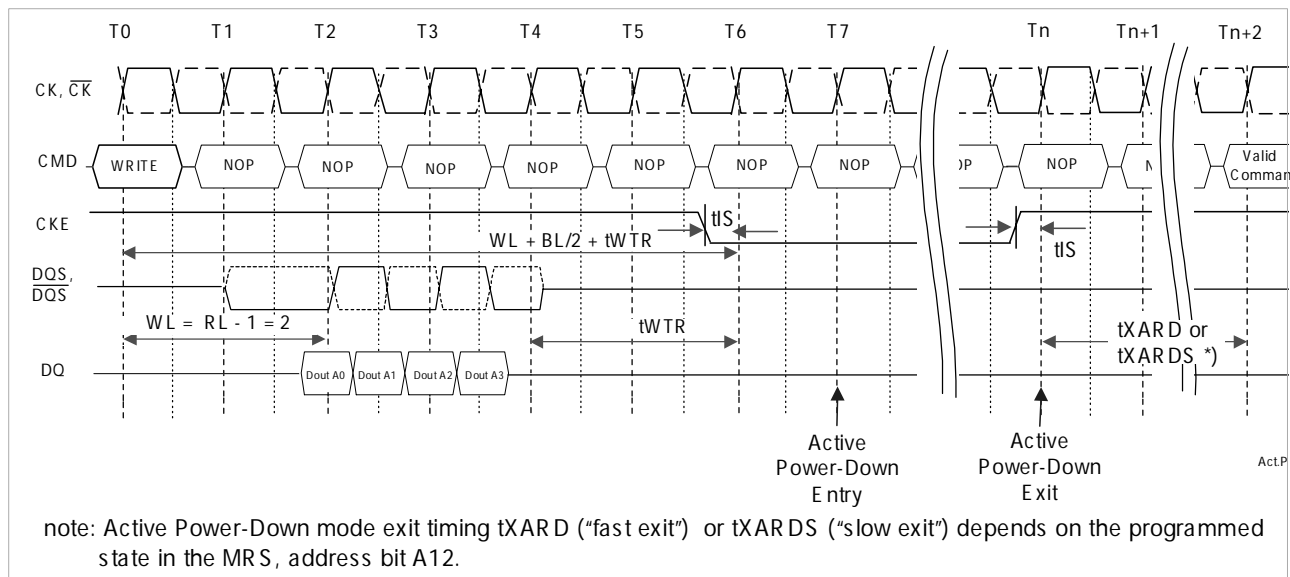 T0 T1 T2 T3 T4 T5 T6 T7 Tn Tn+1 Tn+2
CK, CK
CMD WRITE NOP NOP NOP NOP NOP NOP NOP NOP Valid
Comman
CKE tIS
WL + BL/2 + tWTR tIS
DQS,
DQS
WL = RL - 1 = 2 tWTR tXARD or
tXARDS *)
DQ Dout A0 Dout A1 Dout A2 Dout A3
Active Active
Power-Down Power-Down
Entry Exit
Act.P
note: Active Power-Down mode exit timing tXARD ("fast exit") or tXARDS ("slow exit") depends on the programmed
state in the MRS, address bit A12.